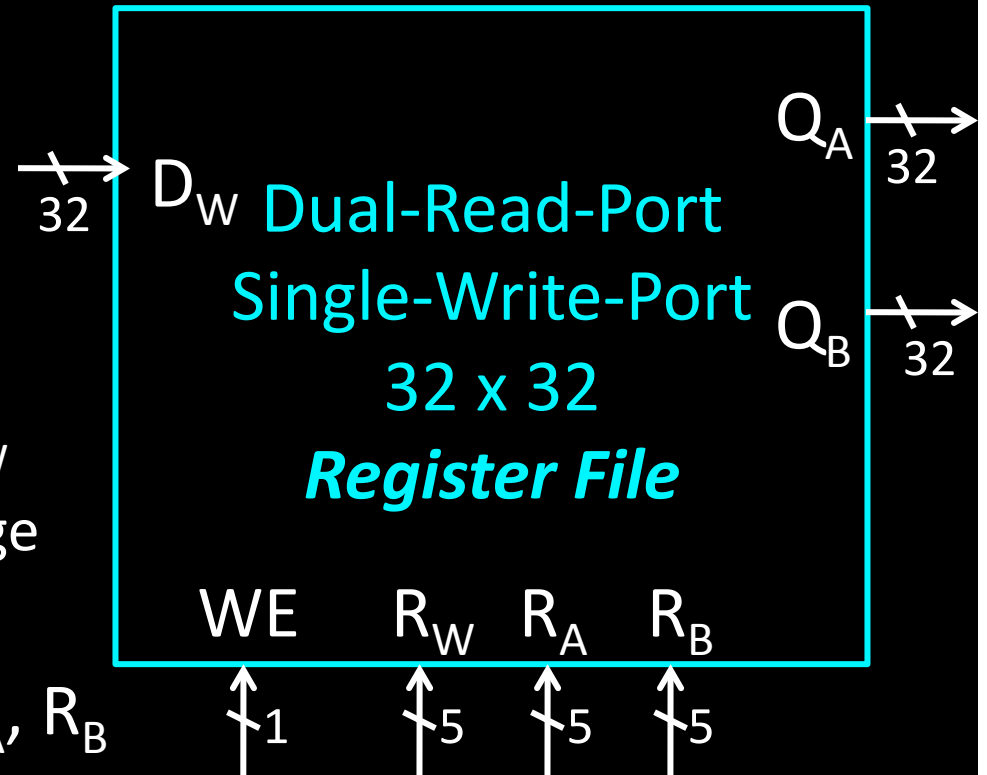 Q_A
32
D_W
32
Dual-Read-Port
Single-Write-Port
Q_B
32
32 x 32
Register File
WE R_W R_A R_B
, R_B
1 5 5 5